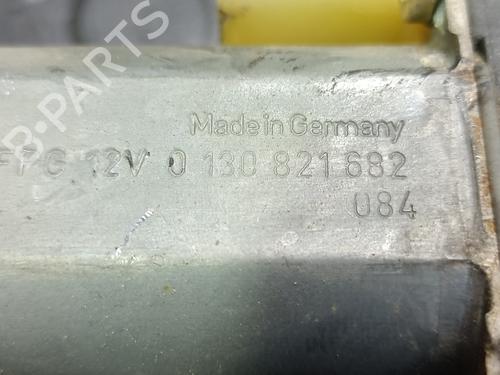 Made in Germany
FPG 12V 0 130 821 682
084
B-PARTS